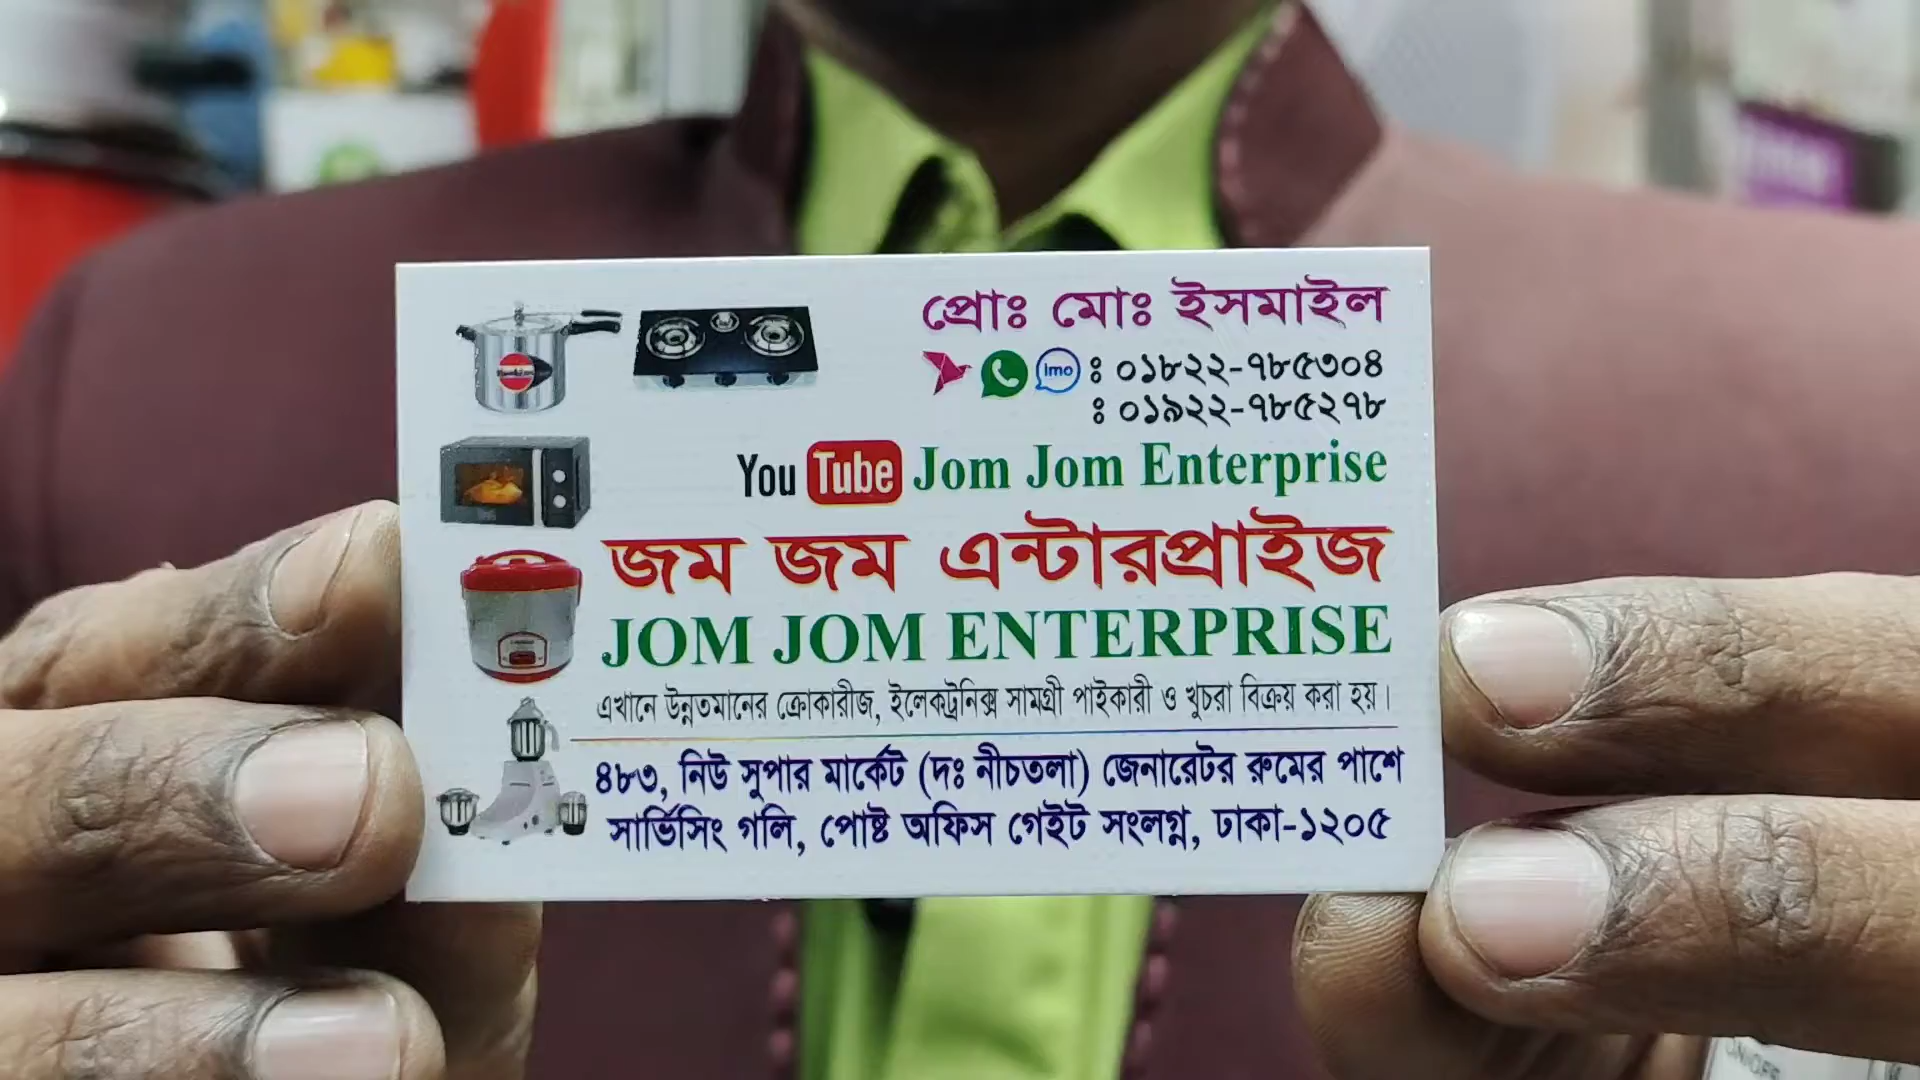 প্রোঃ মোঃ ইসমাইল
imo : ০১৮২২-৭৮৫৩০৪
: ০১৯২২-৭৮৫২৭৮
You Tube Jom Jom Enterprise
জম জম এন্টারপ্রাইজ
JOM JOM ENTERPRISE
এখানে উন্নতমানের ক্রোকারীজ, ইলেকট্রনিক্স সামগ্রী পাইকারী ও খুচরা বিক্রয় করা হয়।
৪৮৩, নিউ সুপার মার্কেট (দঃ নীচতলা) জেনারেটর রুমের পাশে
সার্ভিসিং গলি, পোষ্ট অফিস গেইট সংলগ্ন, ঢাকা-১২০৫